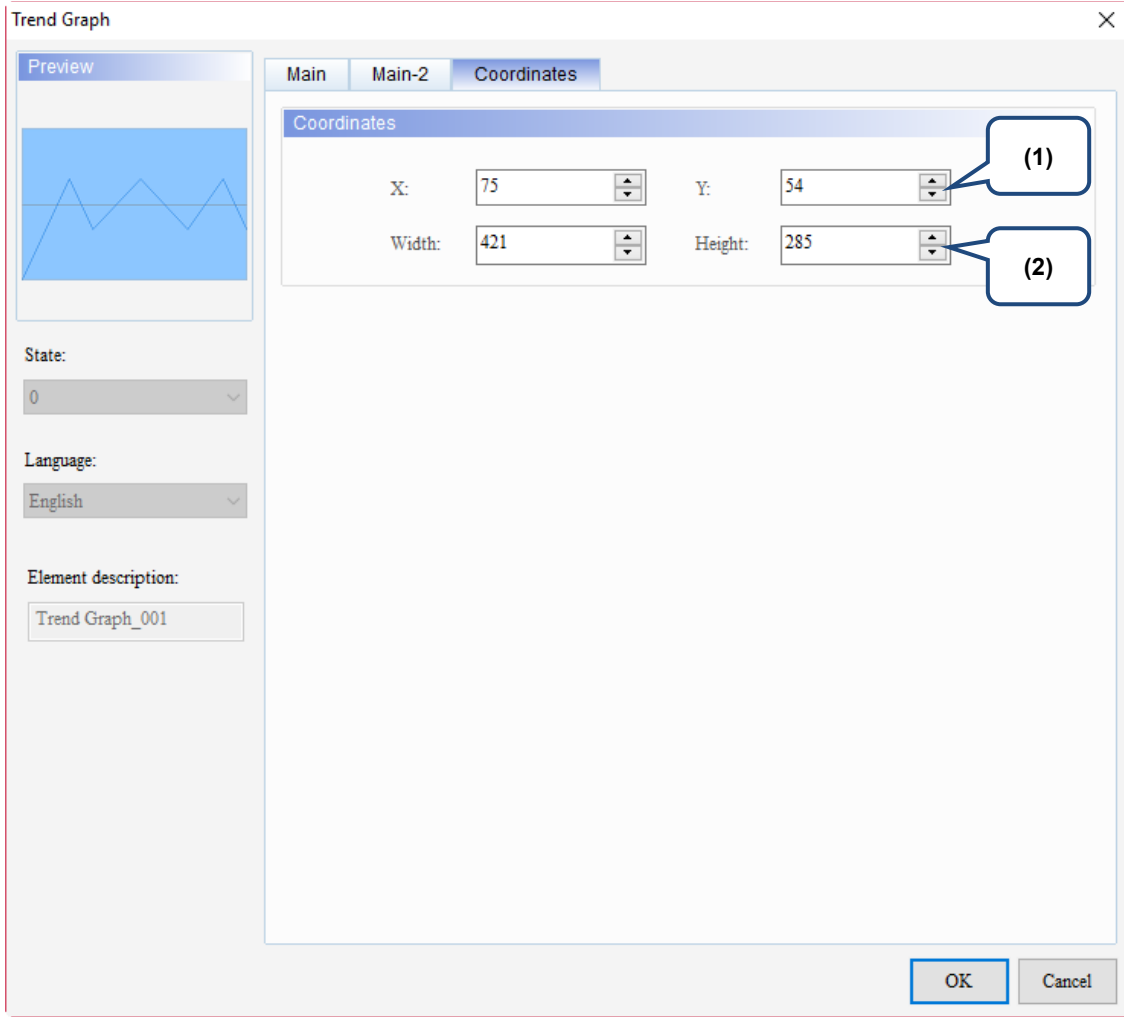 Trend Graph
Preview
Main Main-2 Coordinates
Coordinates
(1)
X: 75 Y: 54
Width: 421 Height: 285
(2)
State:
0
Language:
English
Element description:
Trend Graph_001
OK Cancel